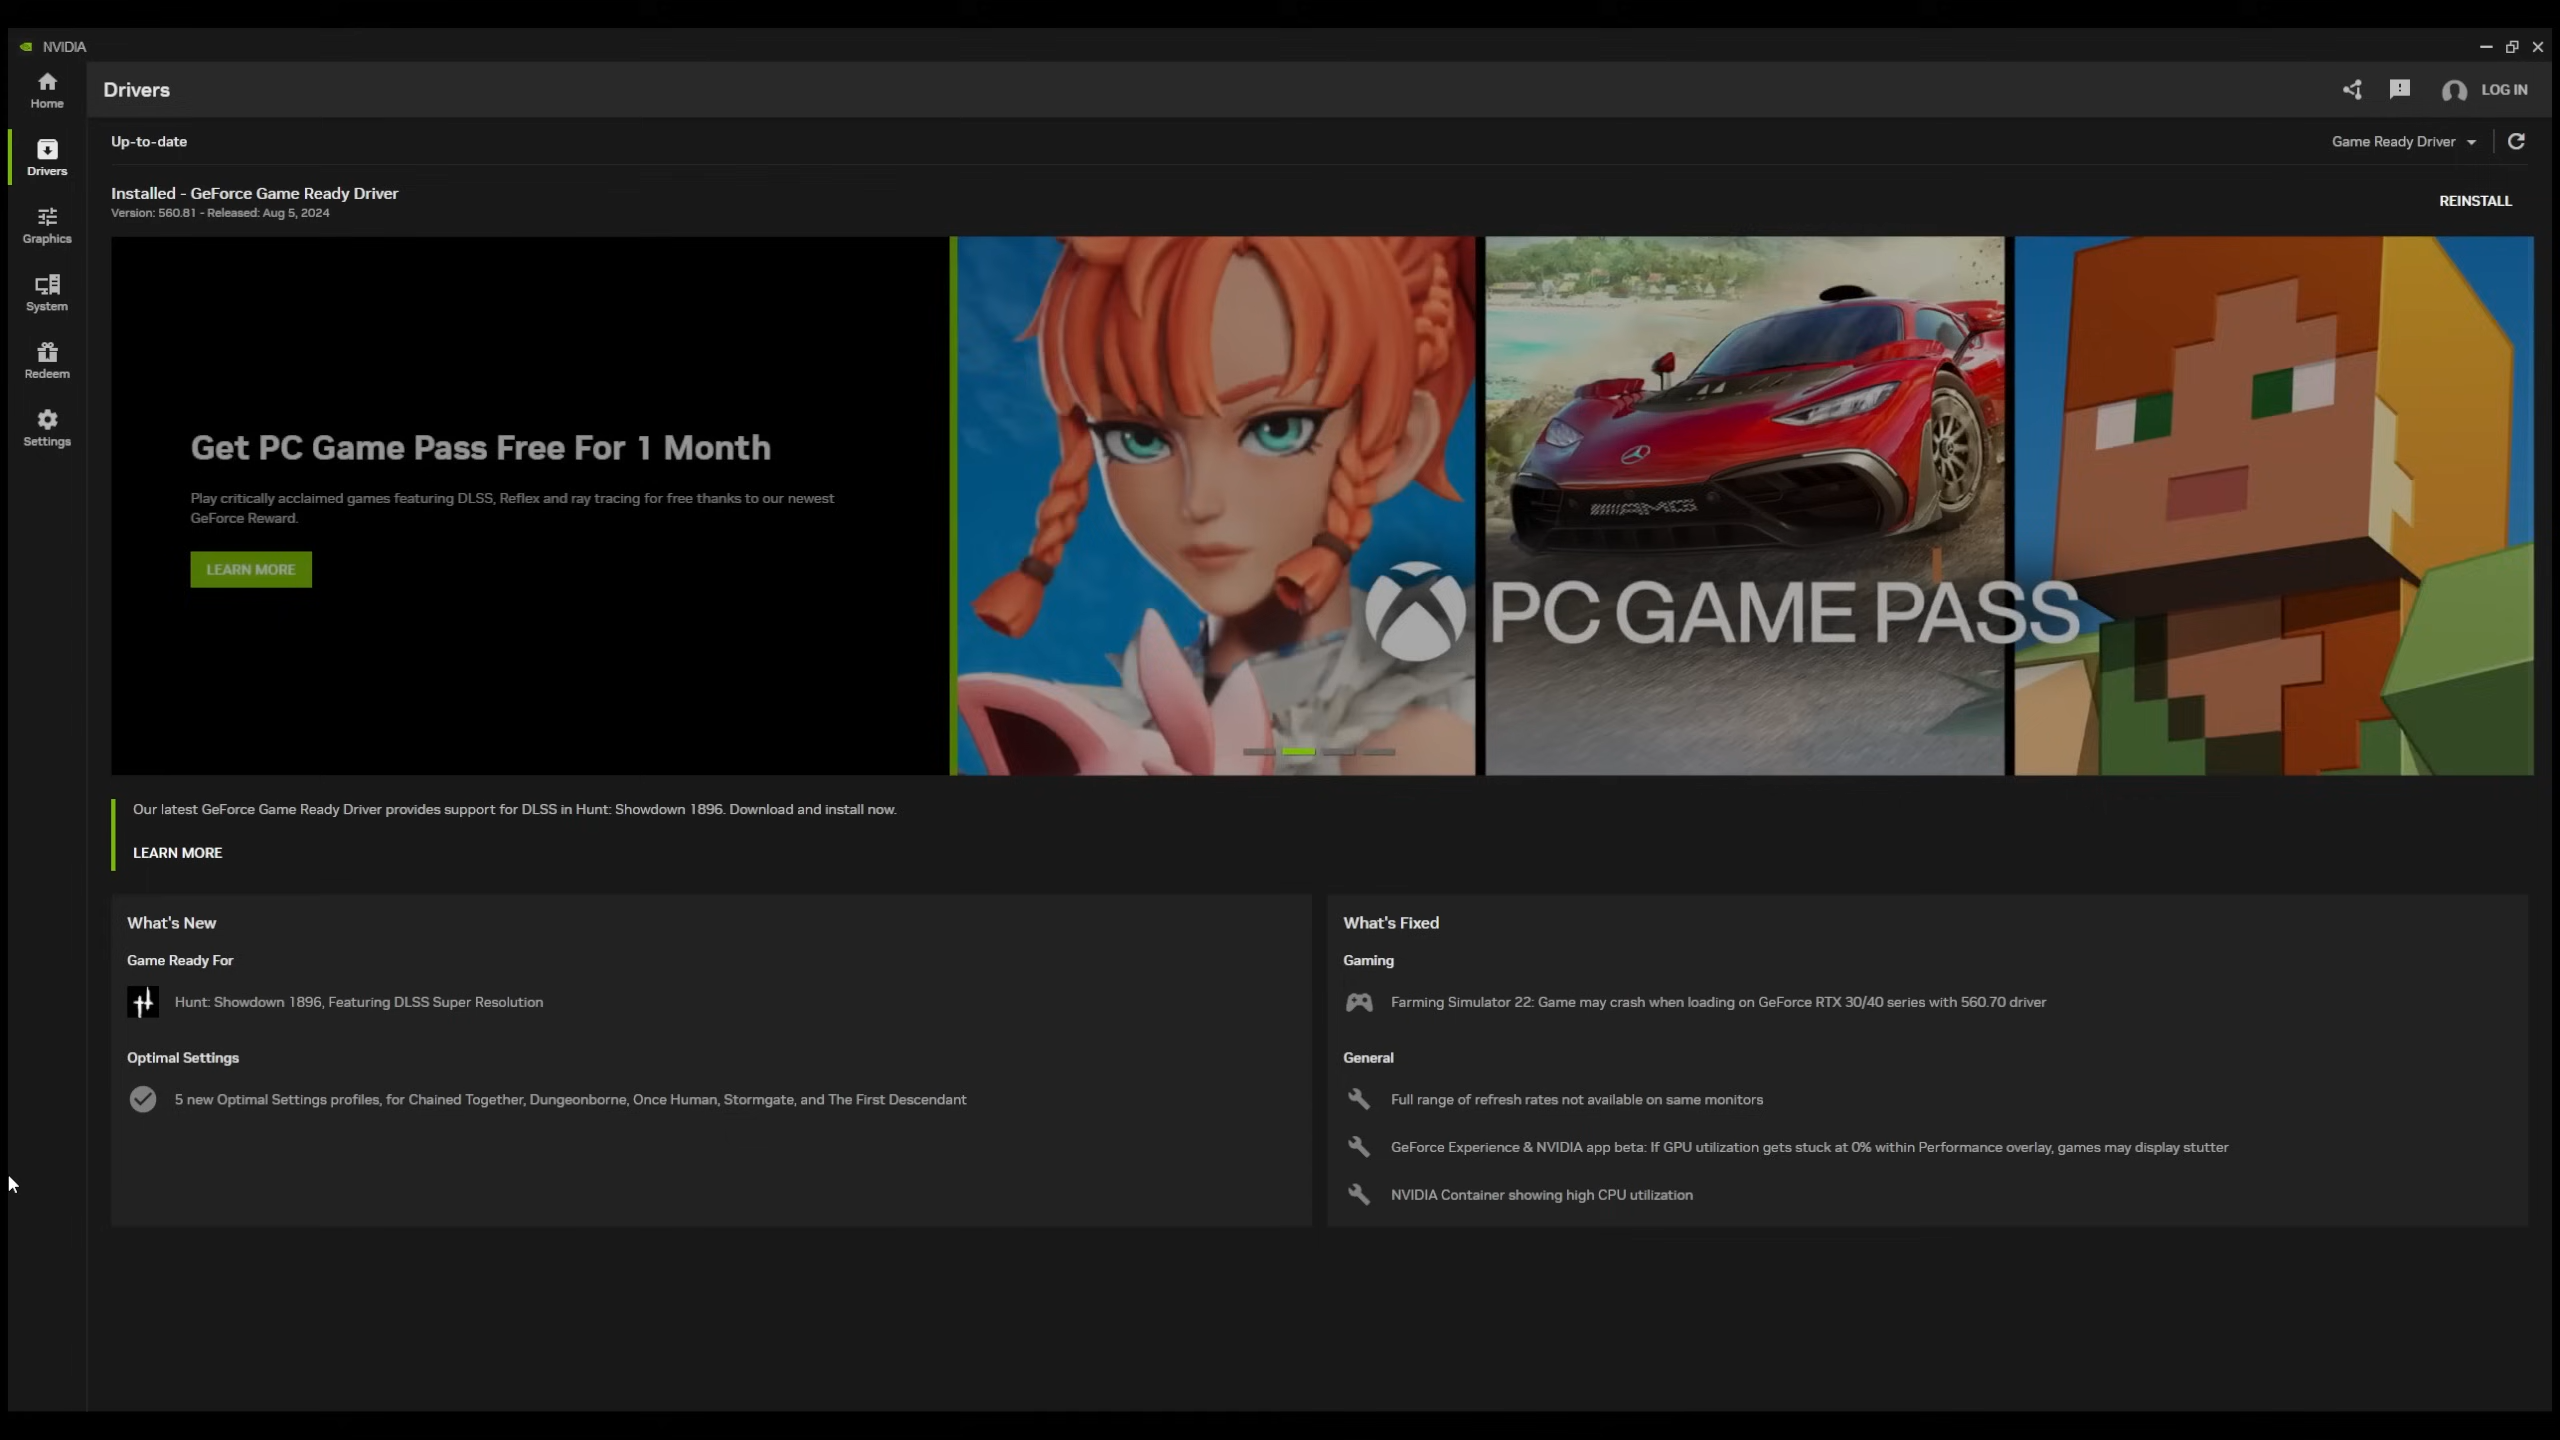 NVIDIA
Home
Drivers
Graphics
System
Redeem
Settings
Drivers
LOG IN
Up-to-date
Game Ready Driver
Installed - GeForce Game Ready Driver
Version: 560.81 - Released: Aug 5, 2024
REINSTALL
Get PC Game Pass Free For 1 Month
Play critically acclaimed games featuring DLSS, Reflex and ray tracing for free thanks to our newest
GeForce Reward.
LEARN MORE
AMG
PC GAME PASS
Our latest GeForce Game Ready Driver provides support for DLSS in Hunt: Showdown 1896. Download and install now.
LEARN MORE
What's New
Game Ready For
Hunt: Showdown 1896, Featuring DLSS Super Resolution
Optimal Settings
5 new Optimal Settings profiles, for Chained Together, Dungeonborne, Once Human, Stormgate, and The First Descendant
What's Fixed
Gaming
Farming Simulator 22: Game may crash when loading on GeForce RTX 30/40 series with 560.70 driver
General
Full range of refresh rates not available on same monitors
GeForce Experience & NVIDIA app beta: If GPU utilization gets stuck at 0% within Performance overlay, games may display stutter
NVIDIA Container showing high CPU utilization